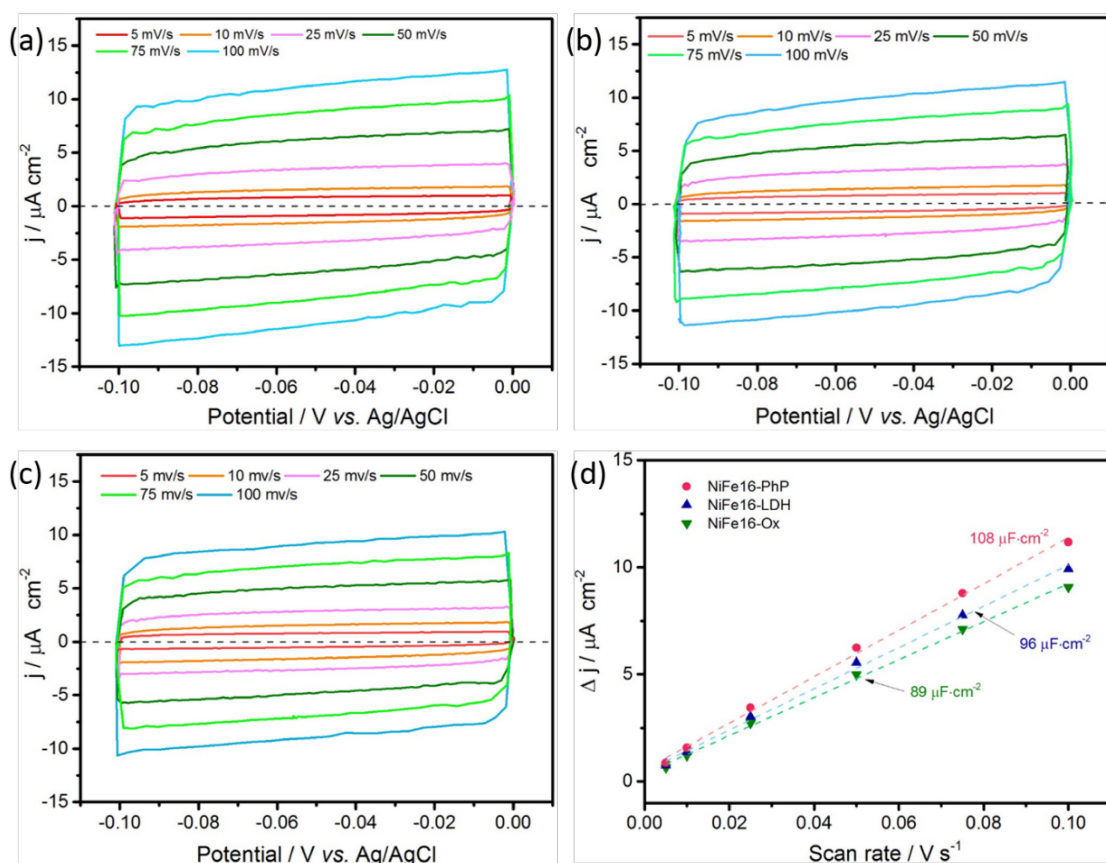 (a)
5 mV/s 10 mV/s 25 mV/s 50 mV/s
75 mV/s 100 mV/s
j / µA cm⁻²
15
10
5
0
-5
-10
-15
-0.10 -0.08 -0.06 -0.04 -0.02 0.00
Potential / V vs. Ag/AgCl
(b)
5 mV/s 10 mV/s 25 mV/s 50 mV/s
75 mV/s 100 mV/s
j / µA cm⁻²
15
10
5
0
-5
-10
-15
-0.10 -0.08 -0.06 -0.04 -0.02 0.00
Potential / V vs. Ag/AgCl
(c)
5 mv/s 10 mv/s 25 mv/s 50 mv/s
75 mv/s 100 mv/s
j / µA cm⁻²
15
10
5
0
-5
-10
-15
-0.10 -0.08 -0.06 -0.04 -0.02 0.00
Potential / V vs. Ag/AgCl
(d)
NiFe16-PhP
NiFe16-LDH
NiFe16-Ox
108 µF·cm⁻²
96 µF·cm⁻²
89 µF·cm⁻²
Δ j / µA cm⁻²
15
10
5
0
0.00 0.02 0.04 0.06 0.08 0.10
Scan rate / V s⁻¹